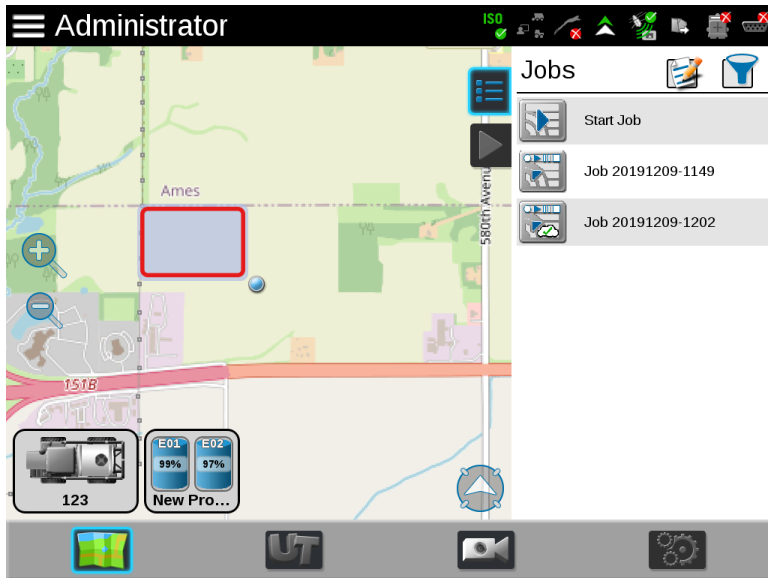 Administrator
ISO
Jobs
Start Job
Job 20191209-1149
Job 20191209-1202
Ames
580th Avenu
151B
E01
E02
99%
97%
123
New Pro...
UT